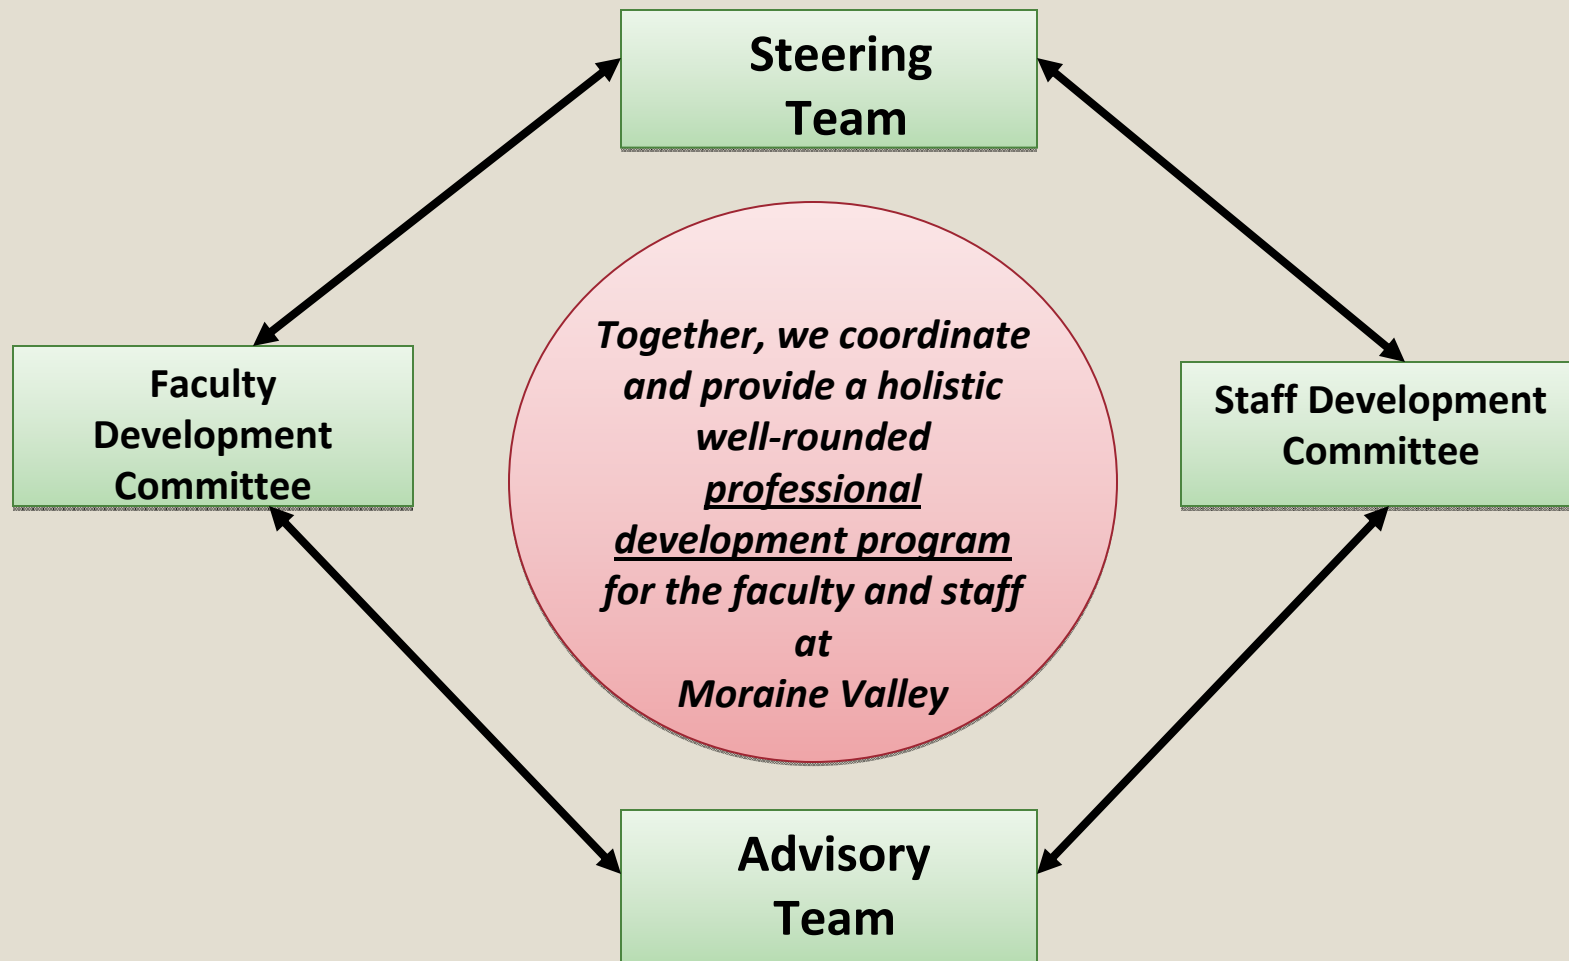 Steering
Team
Together, we coordinate
and provide a holistic
well-rounded
professional
development program
for the faculty and staff
at
Moraine Valley
Faculty
Development
Committee
Staff Development
Committee
Advisory
Team